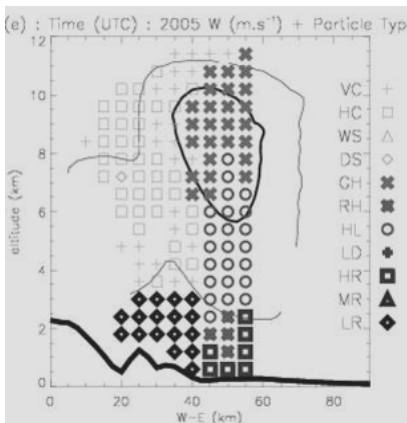 (e) : Time (UTC) : 2005 W (m.s⁻¹) + Particle Typ
12
10
8
6
4
2
0
altitude (km)
0 20 40 60 80
W-E (km)
VC
HC
WS
DS
GH
RH
HL
LD
HR
MR
LR